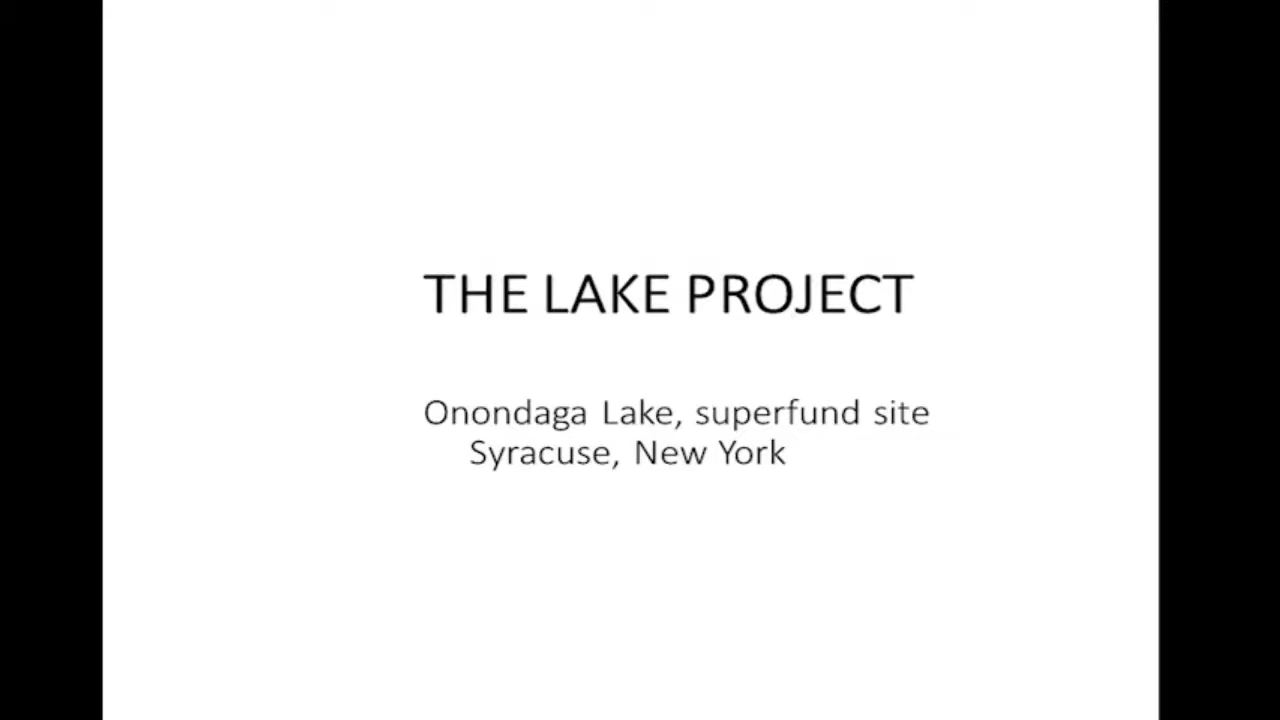 THE LAKE PROJECT
Onondaga Lake, superfund site
Syracuse, New York